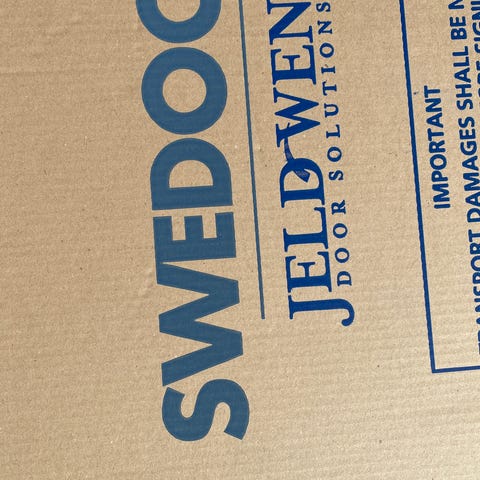 SWEDOO
JELD WEN
DOOR SOLUTIONS
IMPORTANT
TRANSPORT DAMAGES SHALL BE